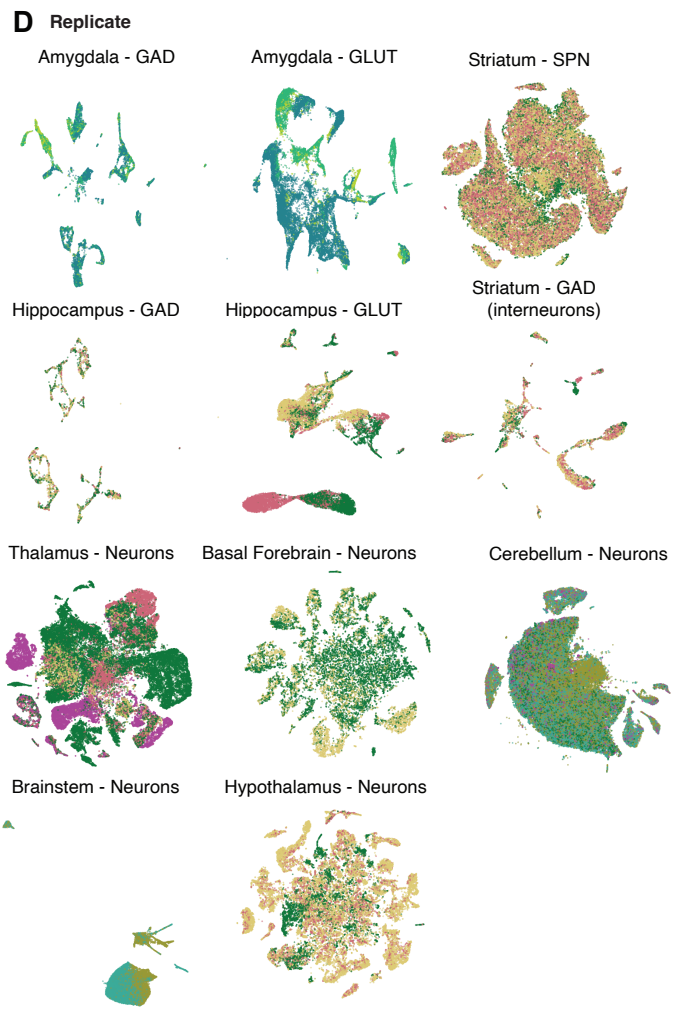 D Replicate
Amygdala - GAD
Amygdala - GLUT
Striatum - SPN
Hippocampus - GAD
Hippocampus - GLUT
Striatum - GAD
(interneurons)
Thalamus - Neurons
Basal Forebrain - Neurons
Cerebellum - Neurons
Brainstem - Neurons
Hypothalamus - Neurons